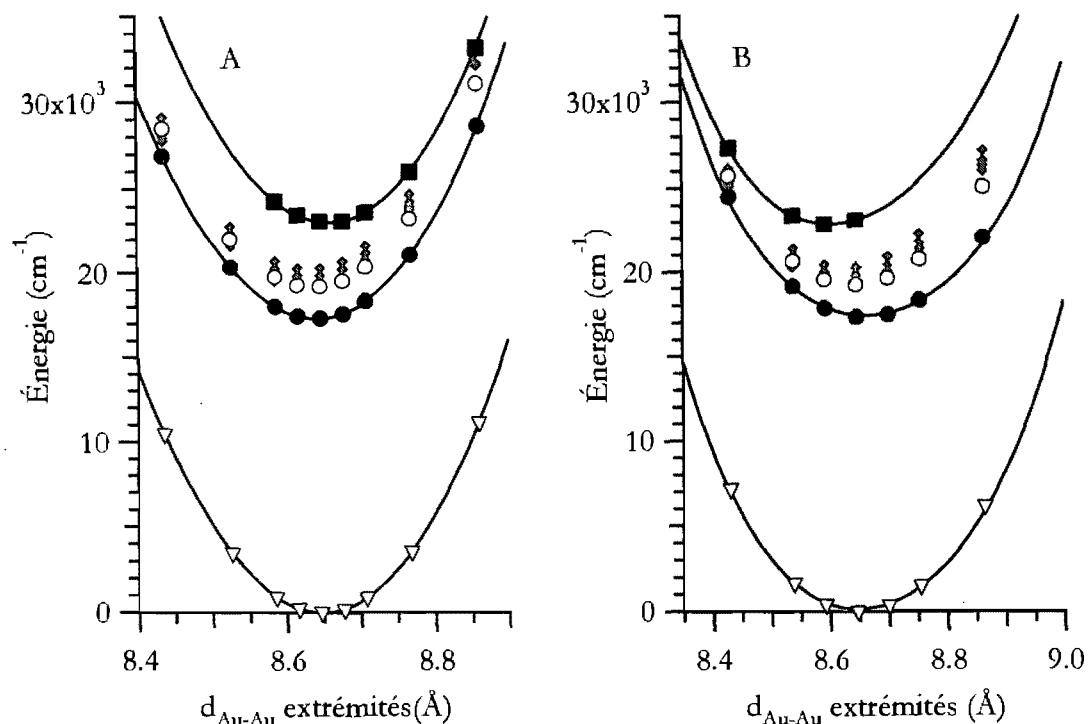 A
B
30x10³
20
10
0
Énergie (cm⁻¹)
8.4
8.6
8.8
d_Au-Au extrémités(Å)
30x10³
20
10
0
Énergie (cm⁻¹)
8.4
8.6
8.8
9.0
d_Au-Au extrémités (Å)